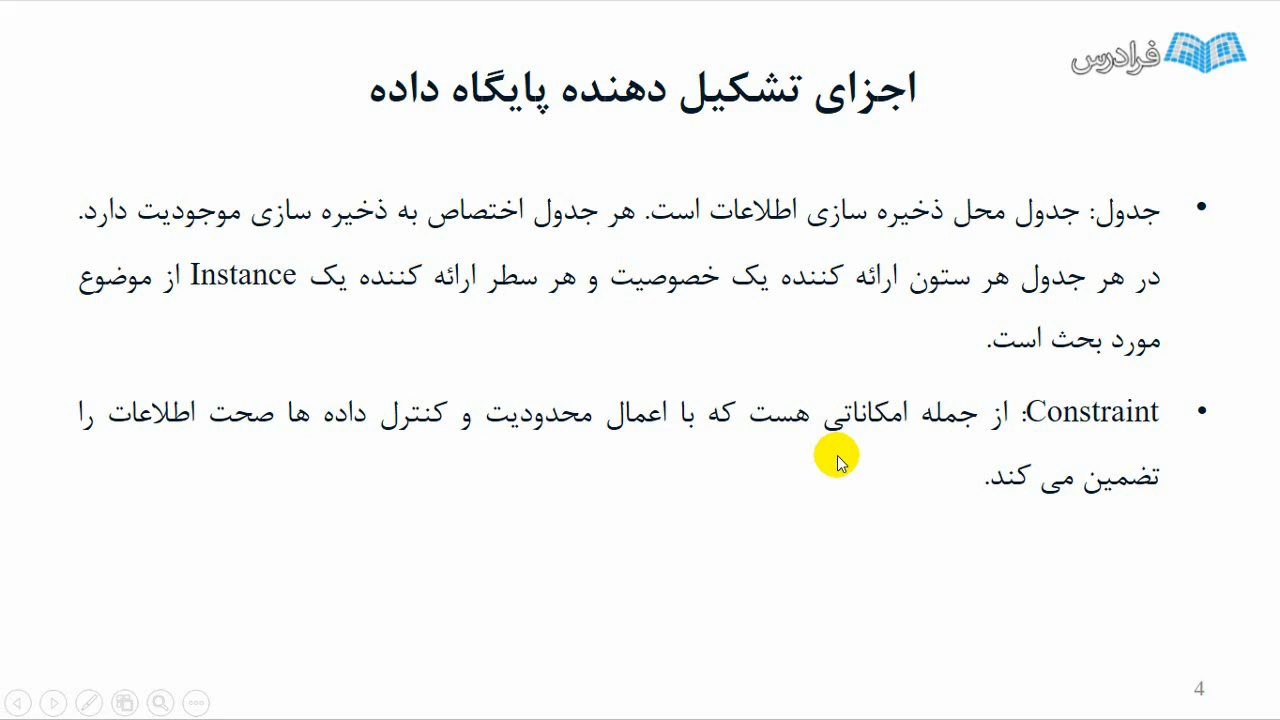 فرادرس
اجزای تشکیل دهنده پایگاه داده
• جدول: جدول محل ذخیره سازی اطلاعات است. هر جدول اختصاص به ذخیره سازی موجودیت دارد.
در هر جدول هر ستون ارائه کننده یک خصوصیت و هر سطر ارائه کننده یک Instance از موضوع
مورد بحث است.
• Constraint: از جمله امکاناتی هست که با اعمال محدودیت و کنترل داده ها صحت اطلاعات را
تضمین می کند.
4